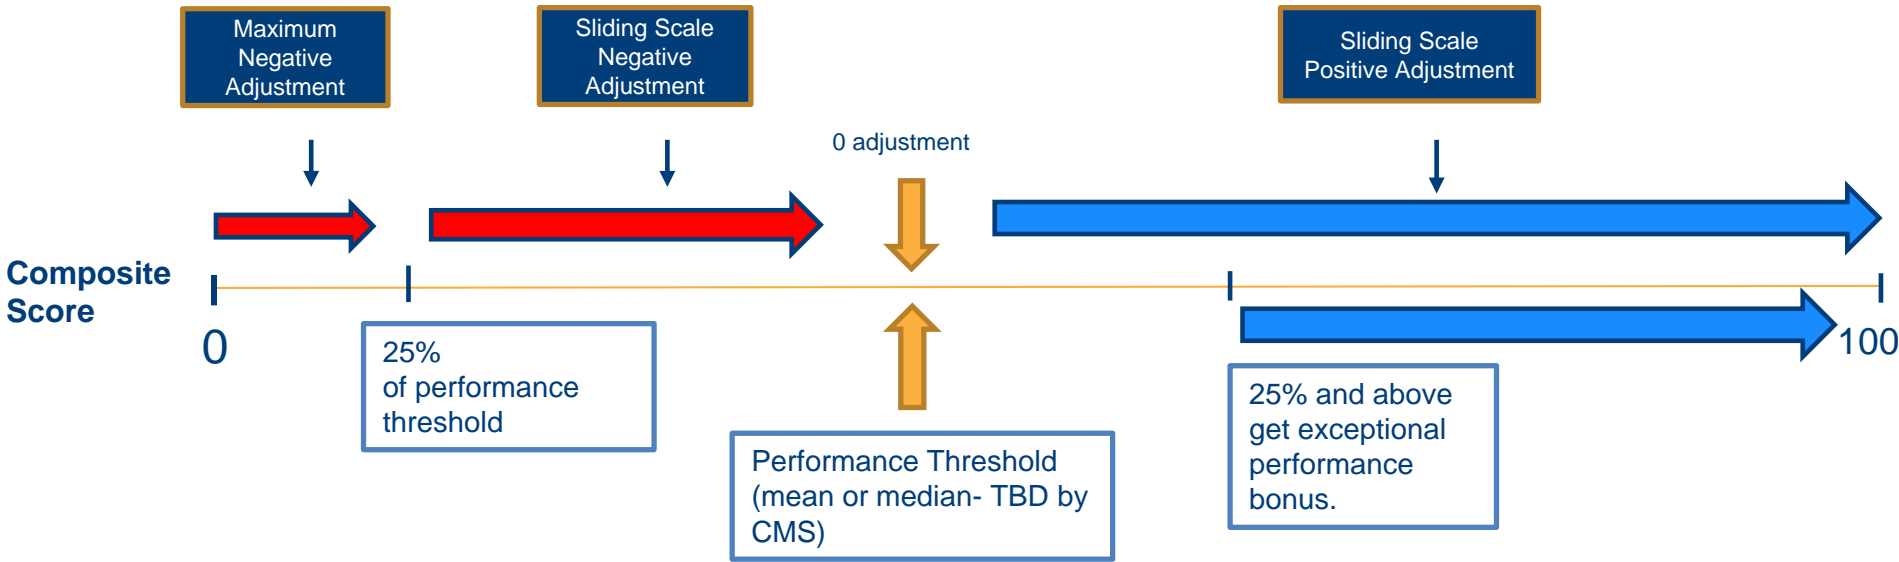 Maximum
Negative
Adjustment
Sliding Scale
Negative
Adjustment
Sliding Scale
Positive Adjustment
0 adjustment
Composite
Score
0
100
25%
of performance
threshold
Performance Threshold
(mean or median- TBD by
CMS)
25% and above
get exceptional
performance
bonus.